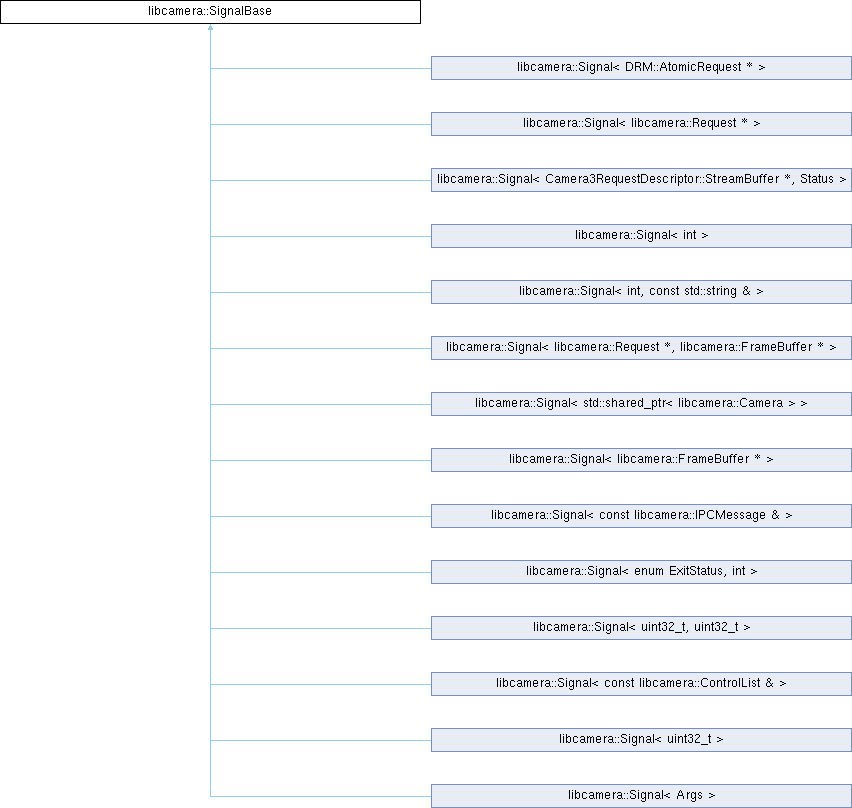 libcamera::SignalBase
libcamera::Signal< DRM::AtomicRequest * >
libcamera::Signal< libcamera::Request * >
libcamera::Signal< Camera3RequestDescriptor::StreamBuffer *, Status >
libcamera::Signal< int >
libcamera::Signal< int, const std::string & >
libcamera::Signal< libcamera::Request *, libcamera::FrameBuffer * >
libcamera::Signal< std::shared_ptr< libcamera::Camera > >
libcamera::Signal< libcamera::FrameBuffer * >
libcamera::Signal< const libcamera::IPCMessage & >
libcamera::Signal< enum ExitStatus, int >
libcamera::Signal< uint32_t, uint32_t >
libcamera::Signal< const libcamera::ControlList & >
libcamera::Signal< uint32_t >
libcamera::Signal< Args >